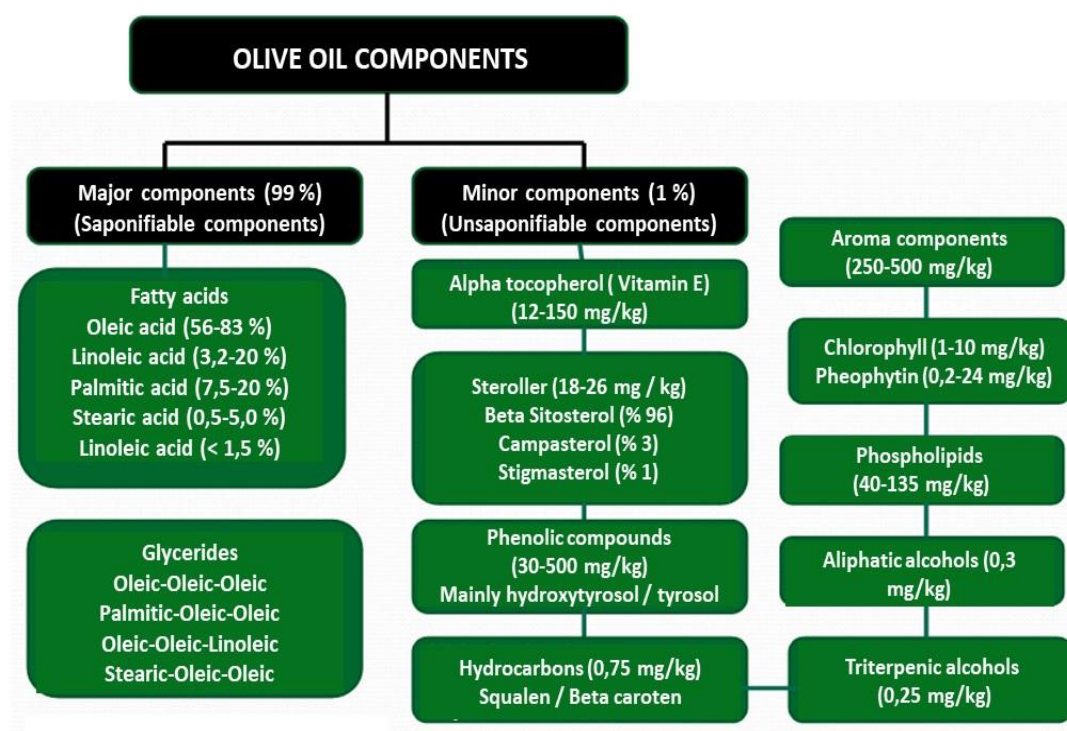 OLIVE OIL COMPONENTS
Major components (99 %)
(Saponifiable components)
Fatty acids
Oleic acid (56-83 %)
Linoleic acid (3,2-20 %)
Palmitic acid (7,5-20 %)
Stearic acid (0,5-5,0 %)
Linoleic acid (< 1,5 %)
Glycerides
Oleic-Oleic-Oleic
Palmitic-Oleic-Oleic
Oleic-Oleic-Linoleic
Stearic-Oleic-Oleic
Minor components (1 %)
(Unsaponifiable components)
Alpha tocopherol ( Vitamin E)
(12-150 mg/kg)
Steroller (18-26 mg / kg)
Beta Sitosterol (% 96)
Campasterol (% 3)
Stigmasterol (% 1)
Phenolic compounds
(30-500 mg/kg)
Mainly hydroxytyrosol / tyrosol
Hydrocarbons (0,75 mg/kg)
Squalen / Beta caroten
Aroma components
(250-500 mg/kg)
Chlorophyll (1-10 mg/kg)
Pheophytin (0,2-24 mg/kg)
Phospholipids
(40-135 mg/kg)
Aliphatic alcohols (0,3
mg/kg)
Triterpenic alcohols
(0,25 mg/kg)